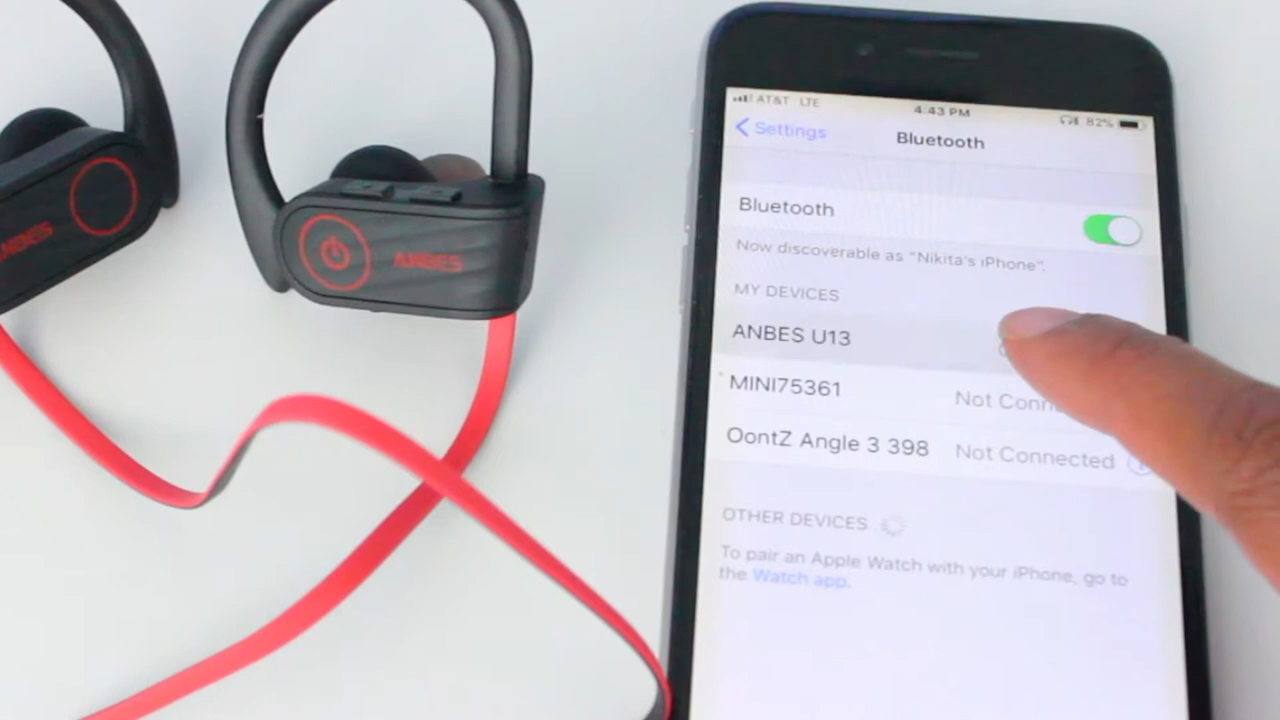 ANBES
ANBES
AT&T LTE
4:43 PM
82%
Settings
Bluetooth
Bluetooth
Now discoverable as "Nikita's iPhone".
MY DEVICES
ANBES U13
MINI75361
Not
OontZ Angle 3 398 Not Connected
OTHER DEVICES
To pair an Apple Watch with your iPhone, go to
the Watch app.